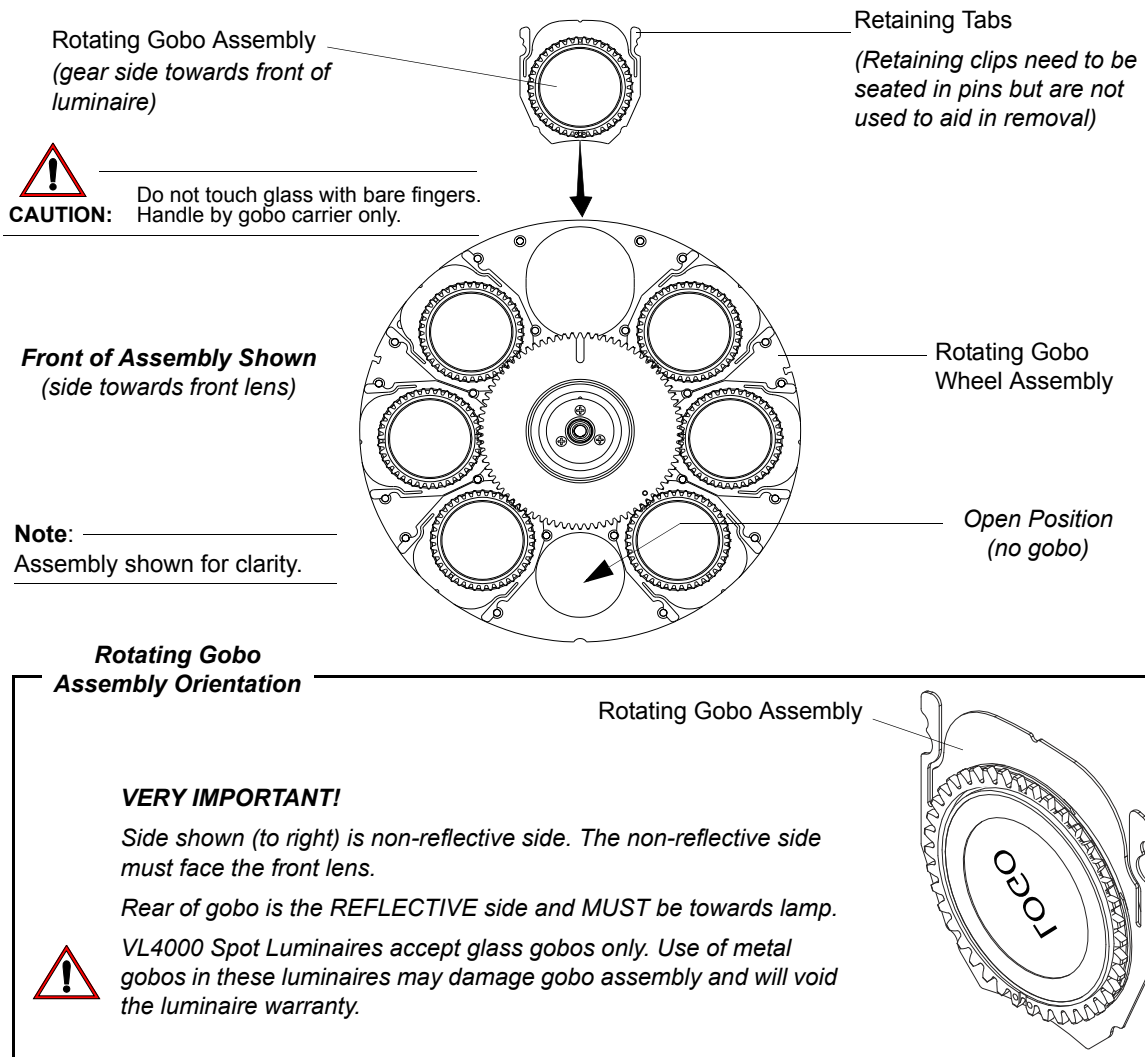 Rotating Gobo Assembly
(gear side towards front of
luminaire)
Retaining Tabs
(Retaining clips need to be
seated in pins but are not
used to aid in removal)
CAUTION:
Do not touch glass with bare fingers.
Handle by gobo carrier only.
Front of Assembly Shown
(side towards front lens)
Rotating Gobo
Wheel Assembly
Note:
Assembly shown for clarity.
Open Position
(no gobo)
Rotating Gobo
Assembly Orientation
Rotating Gobo Assembly
VERY IMPORTANT!
Side shown (to right) is non-reflective side. The non-reflective side
must face the front lens.
Rear of gobo is the REFLECTIVE side and MUST be towards lamp.
VL4000 Spot Luminaires accept glass gobos only. Use of metal
gobos in these luminaires may damage gobo assembly and will void
the luminaire warranty.
LOGO